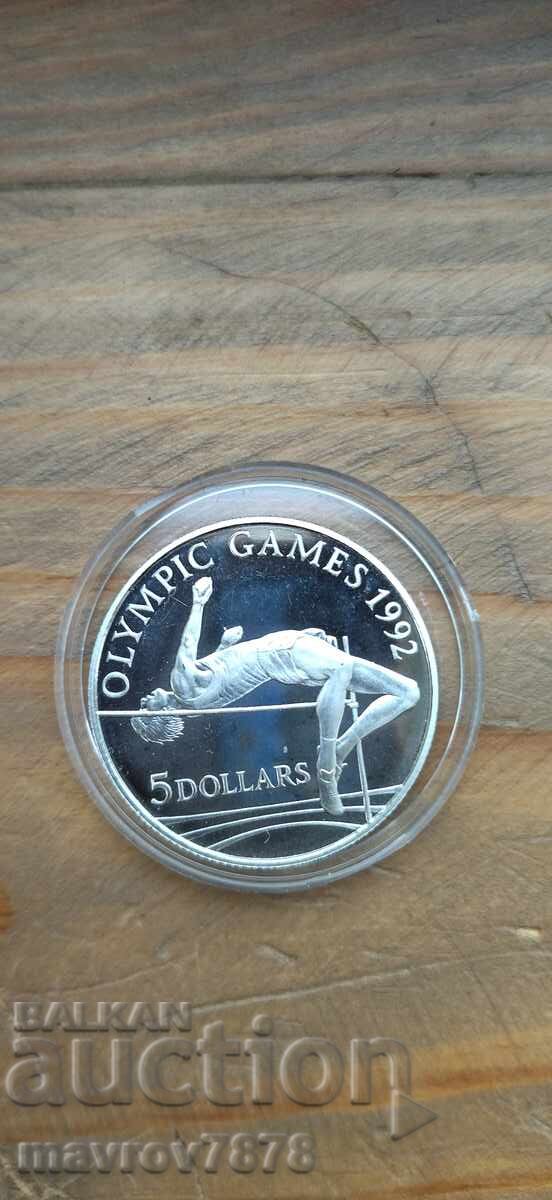 OLYMPIC GAMES 1992
5 DOLLARS
BALKAN
auction
mavrov7878